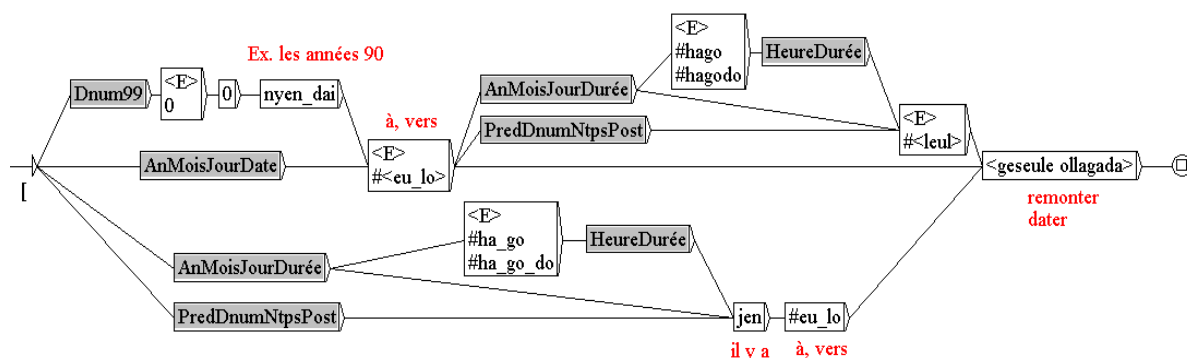 Ex. les années 90
<E>
#hago
#hagodo
HeureDurée
Dnum99
<E>
0
0
nyen_dai
AnMoisJourDurée
à, vers
PredDnumNtpsPost
<E>
#<leul>
AnMoisJourDate
<E>
#<eu_lo>
<geseule ollagada>
[
remonter
dater
<E>
#ha_go
#ha_go_do
HeureDurée
AnMoisJourDurée
PredDnumNtpsPost
jen
#eu_lo
il y a
à, vers